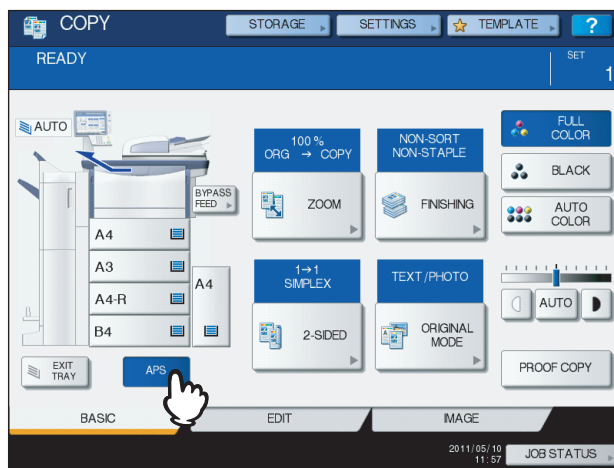 COPY
STORAGE
SETTINGS
TEMPLATE
?
READY
SET
1
AUTO
100 %
ORG → COPY
NON-SORT
NON-STAPLE
FULL
COLOR
BYPASS
FEED
ZOOM
FINISHING
BLACK
AUTO
COLOR
A4
A3
A4-R
B4
A4
1→1
SIMPLEX
TEXT/PHOTO
2-SIDED
ORIGINAL
MODE
AUTO
EXIT
TRAY
APS
PROOF COPY
BASIC
EDIT
IMAGE
2011/05/10
11:57
JOB STATUS